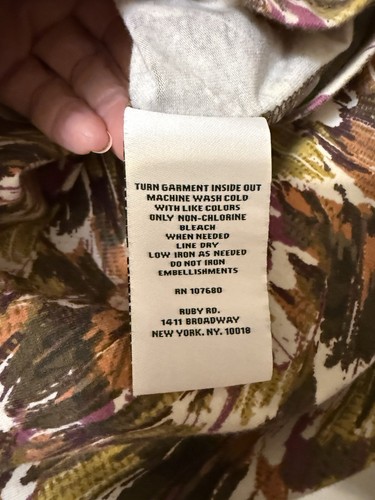 TURN GARMENT INSIDE OUT
MACHINE WASH COLD
WITH LIKE COLORS
ONLY NON-CHLORINE
BLEACH
WHEN NEEDED
LINE DRY
LOW IRON AS NEEDED
DO NOT IRON
EMBELLISHMENTS
RN 107680
RUBY RD.
1411 BROADWAY
NEW YORK, NY. 10018